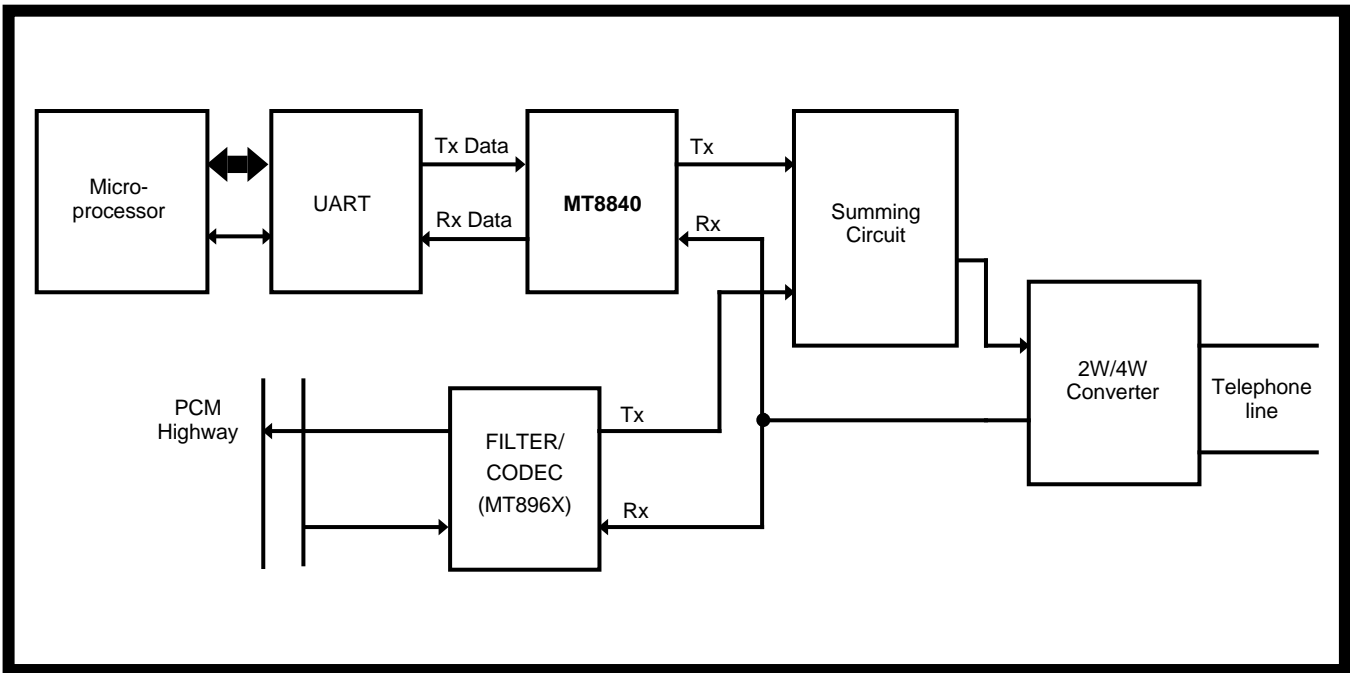 Micro-
processor
UART
Tx Data
Rx Data
MT8840
Tx
Rx
Summing
Circuit
2W/4W
Converter
Telephone
line
PCM
Highway
FILTER/
CODEC
(MT896X)
Tx
Rx